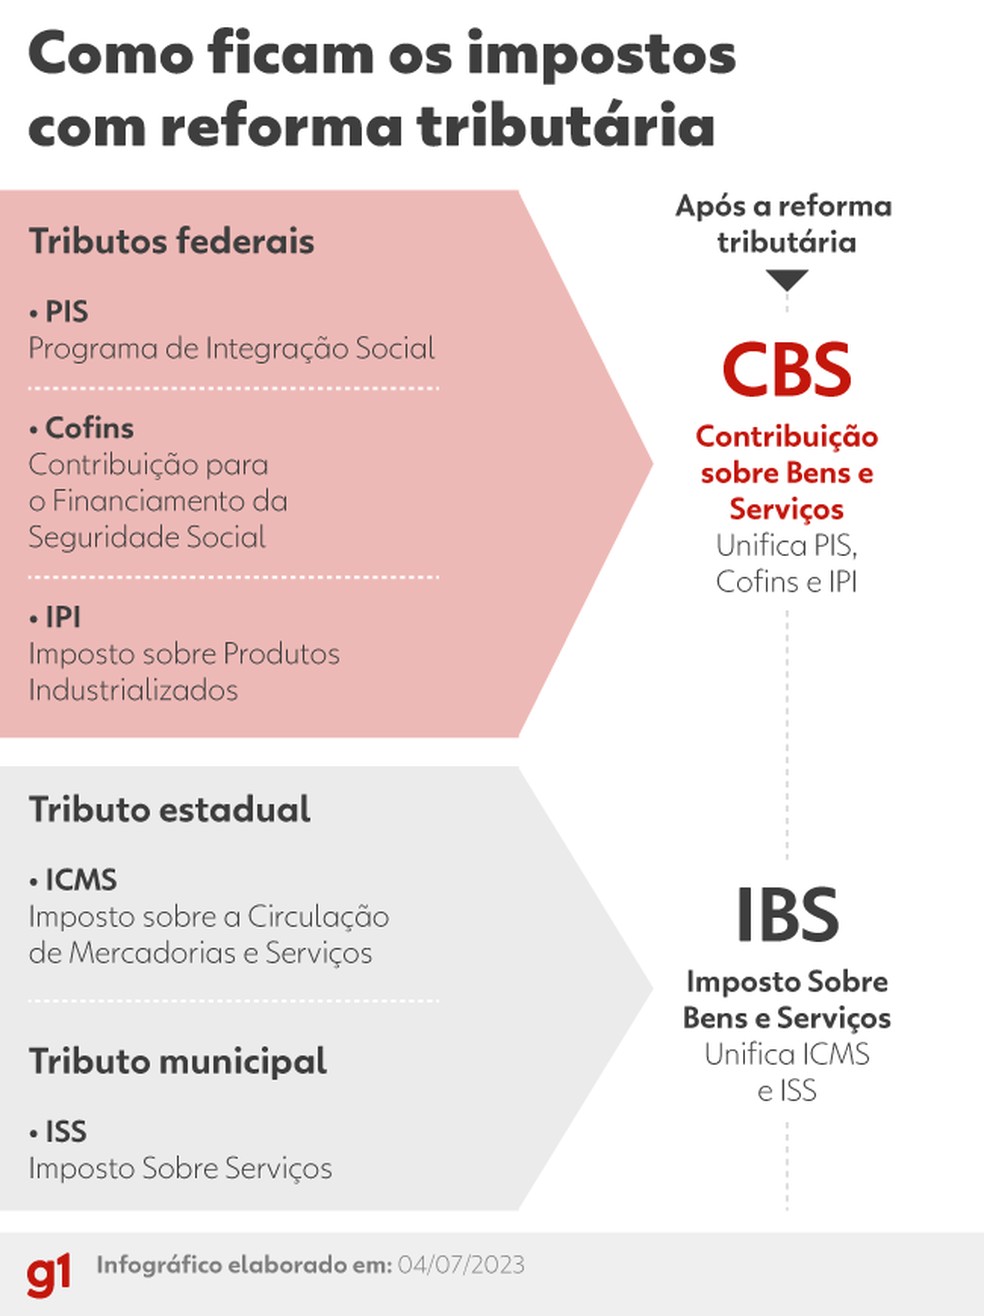 Como ficam os impostos
com reforma tributária
Tributos federais
• PIS
Programa de Integração Social
• Cofins
Contribuição para
o Financiamento da
Seguridade Social
• IPI
Imposto sobre Produtos
Industrializados
Após a reforma
tributária
CBS
Contribuição
sobre Bens e
Serviços
Unifica PIS,
Cofins e IPI
Tributo estadual
• ICMS
Imposto sobre a Circulação
de Mercadorias e Serviços
Tributo municipal
• ISS
Imposto Sobre Serviços
IBS
Imposto Sobre
Bens e Serviços
Unifica ICMS
e ISS
g1 Infográfico elaborado em: 04/07/2023